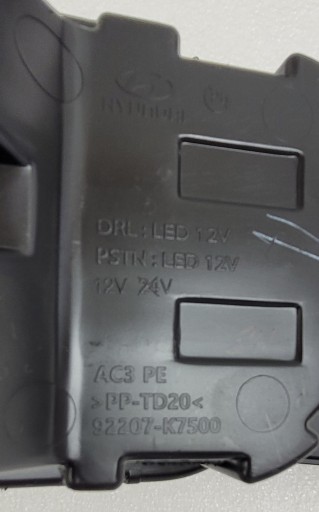 HYUNDAI
DRL : LED 12V
PSTN : LED 12V
12V 24V
AC3 PE
>PP-TD20<
92207-K7500